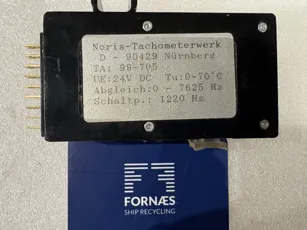 Noris-Tachometerwerk
D - 90429 Nürnberg
TA: 99-705
UE:24V DC Tu:0-70°C
Abgleich:0 - 7625 Hz
Schaltp.: 1220 Hz
FORNÆS
SHIP RECYCLING